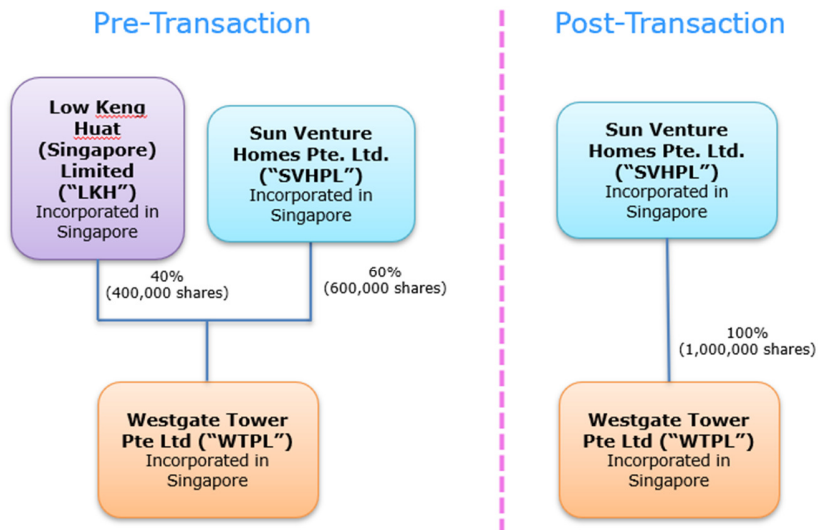 Pre-Transaction
Low Keng
Huat
(Singapore)
Limited
(“LKH”)
Incorporated in
Singapore
Sun Venture
Homes Pte. Ltd.
(“SVHPL”)
Incorporated in
Singapore
40%
(400,000 shares)
60%
(600,000 shares)
Westgate Tower
Pte Ltd (“WTPL”)
Incorporated in
Singapore
Post-Transaction
Sun Venture
Homes Pte. Ltd.
(“SVHPL”)
Incorporated in
Singapore
100%
(1,000,000 shares)
Westgate Tower
Pte Ltd (“WTPL”)
Incorporated in
Singapore